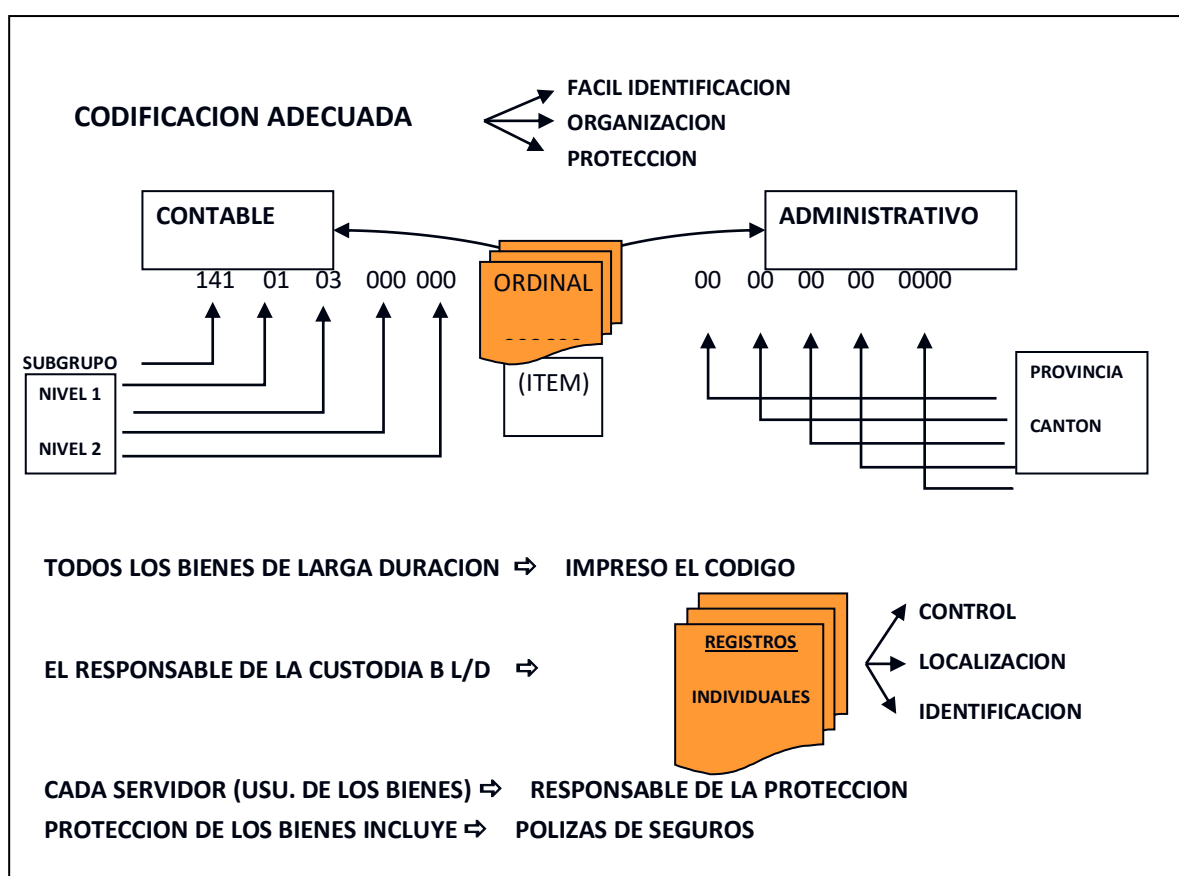 CODIFICACION ADECUADA
FACIL IDENTIFICACION
ORGANIZACION
PROTECCION
CONTABLE
ADMINISTRATIVO
141 01 03 000 000
ORDINAL
- - - - - -
(ITEM)
00 00 00 00 0000
SUBGRUPO
NIVEL 1
NIVEL 2
PROVINCIA
CANTON
TODOS LOS BIENES DE LARGA DURACION ⇨ IMPRESO EL CODIGO
EL RESPONSABLE DE LA CUSTODIA B L/D ⇨
REGISTROS
INDIVIDUALES
CONTROL
LOCALIZACION
IDENTIFICACION
CADA SERVIDOR (USU. DE LOS BIENES) ⇨ RESPONSABLE DE LA PROTECCION
PROTECCION DE LOS BIENES INCLUYE ⇨ POLIZAS DE SEGUROS